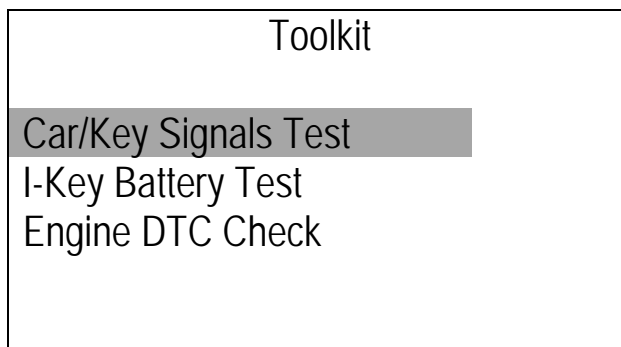 Toolkit
Car/Key Signals Test
I-Key Battery Test
Engine DTC Check